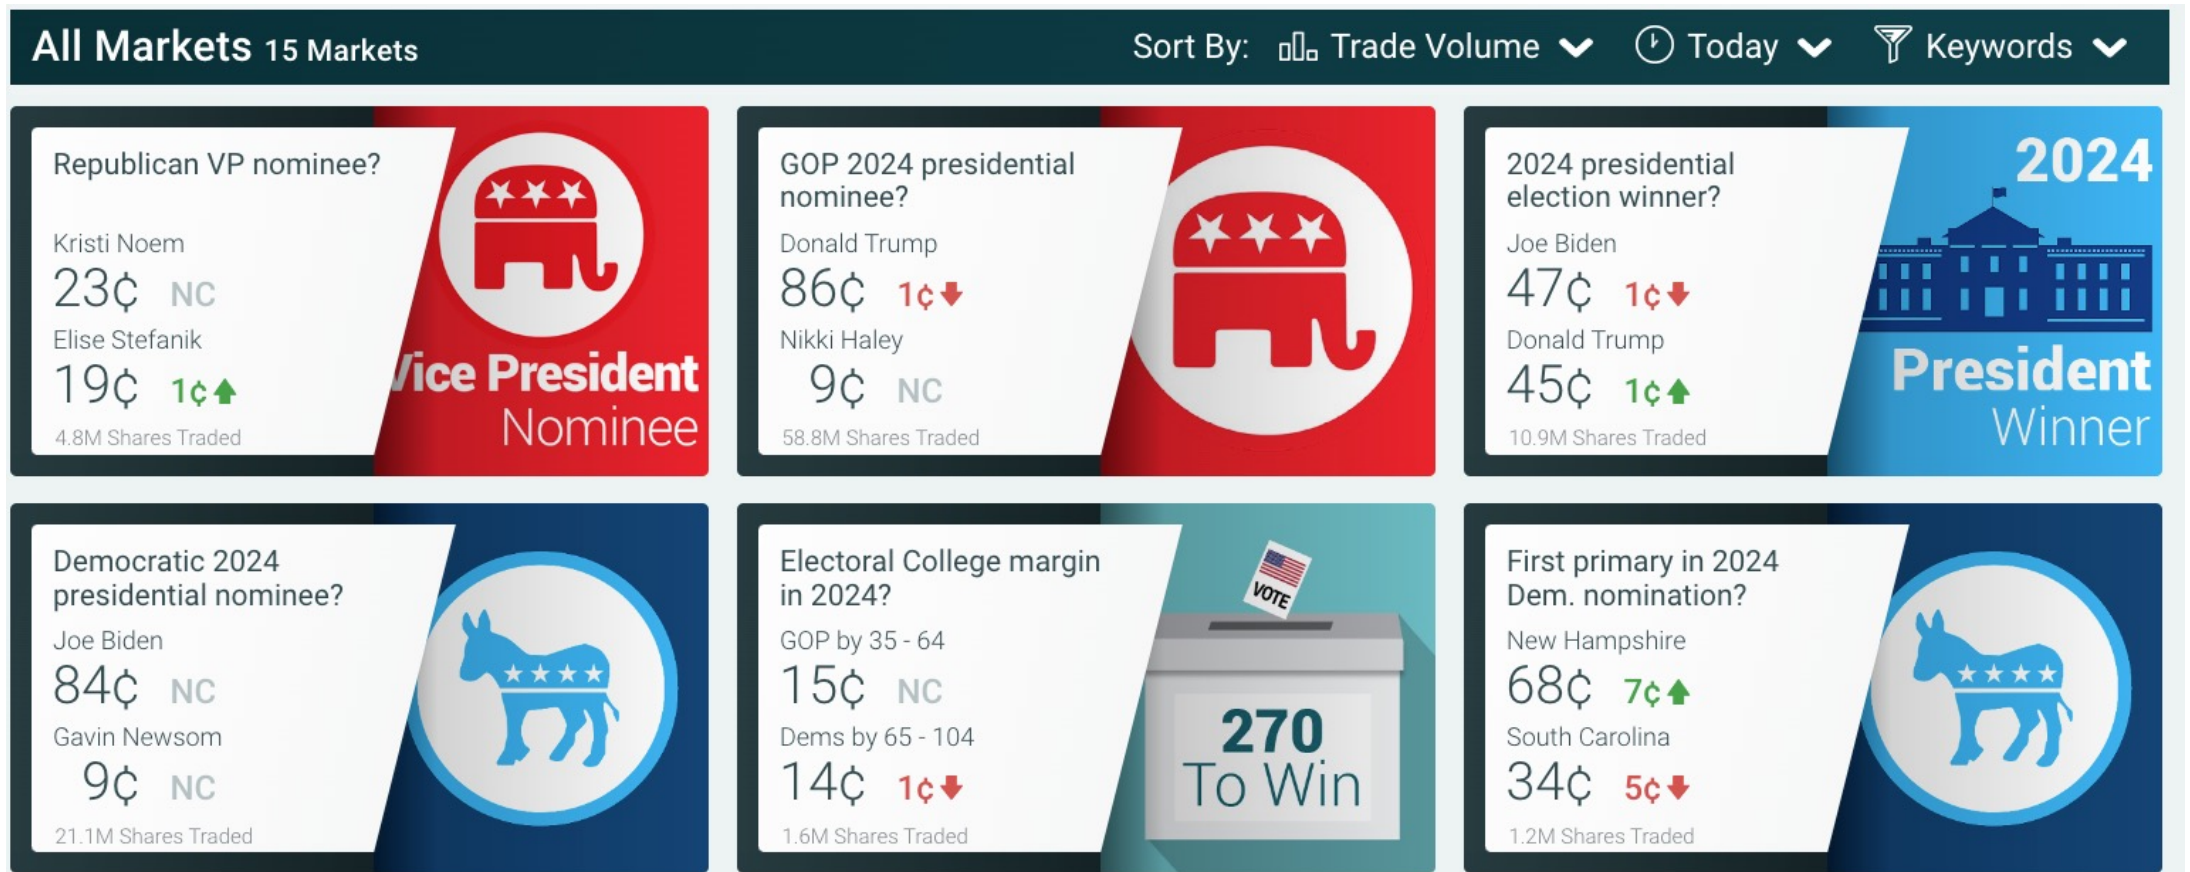 All Markets 15 Markets
Sort By: Trade Volume Today Keywords
Republican VP nominee?
Kristi Noem
23¢ NC
Elise Stefanik
19¢ 1¢
4.8M Shares Traded
Vice President
Nominee
GOP 2024 presidential
nominee?
Donald Trump
86¢ 1¢
Nikki Haley
9¢ NC
58.8M Shares Traded
2024 presidential
election winner?
Joe Biden
47¢ 1¢
Donald Trump
45¢ 1¢
10.9M Shares Traded
2024
President
Winner
Democratic 2024
presidential nominee?
Joe Biden
84¢ NC
Gavin Newsom
9¢ NC
21.1M Shares Traded
Electoral College margin
in 2024?
GOP by 35 - 64
15¢ NC
Dems by 65 - 104
14¢ 1¢
1.6M Shares Traded
VOTE
270
To Win
First primary in 2024
Dem. nomination?
New Hampshire
68¢ 7¢
South Carolina
34¢ 5¢
1.2M Shares Traded